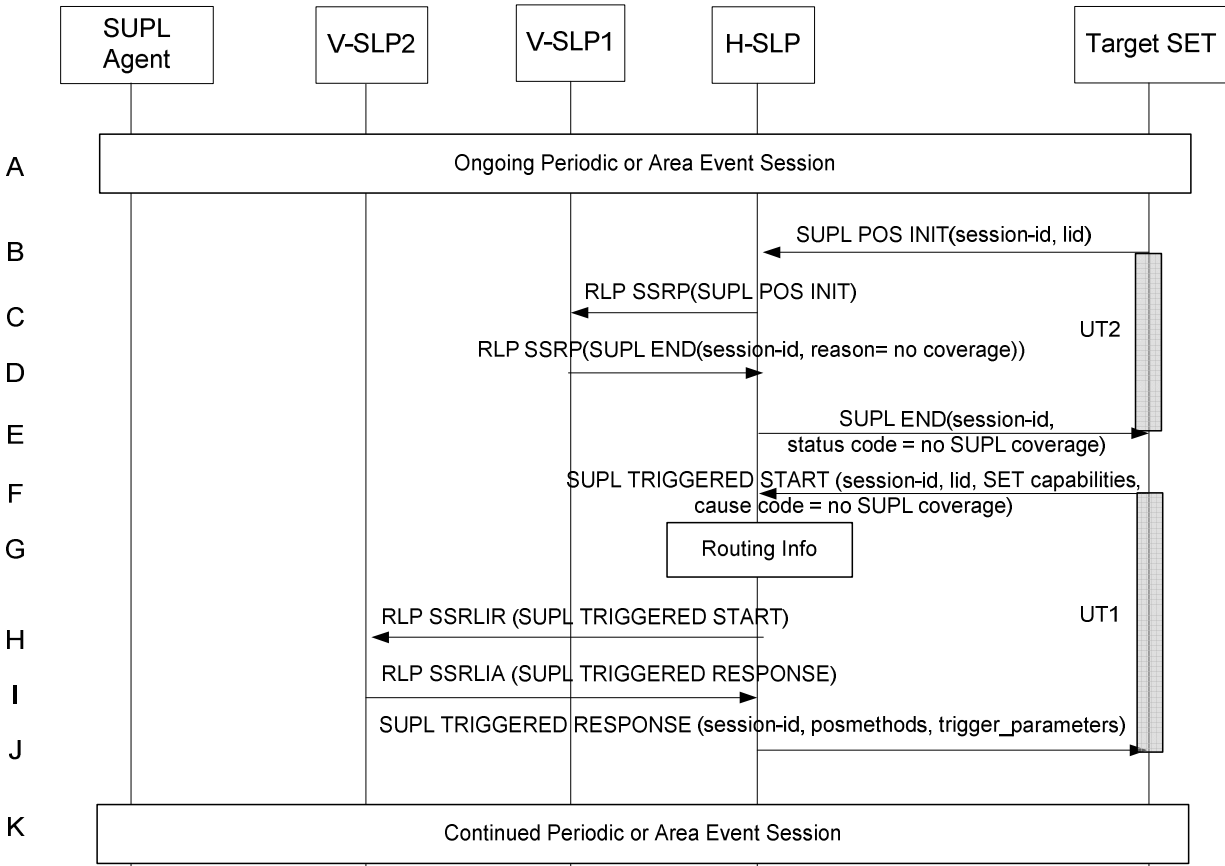 SUPL
Agent
V-SLP2
V-SLP1
H-SLP
Target SET
A
Ongoing Periodic or Area Event Session
B
SUPL POS INIT(session-id, lid)
C
RLP SSRP(SUPL POS INIT)
UT2
D
RLP SSRP(SUPL END(session-id, reason= no coverage))
E
SUPL END(session-id,
status code = no SUPL coverage)
F
SUPL TRIGGERED START (session-id, lid, SET capabilities,
cause code = no SUPL coverage)
G
Routing Info
H
RLP SSRLIR (SUPL TRIGGERED START)
UT1
I
RLP SSRLIA (SUPL TRIGGERED RESPONSE)
J
SUPL TRIGGERED RESPONSE (session-id, posmethods, trigger_parameters)
K
Continued Periodic or Area Event Session